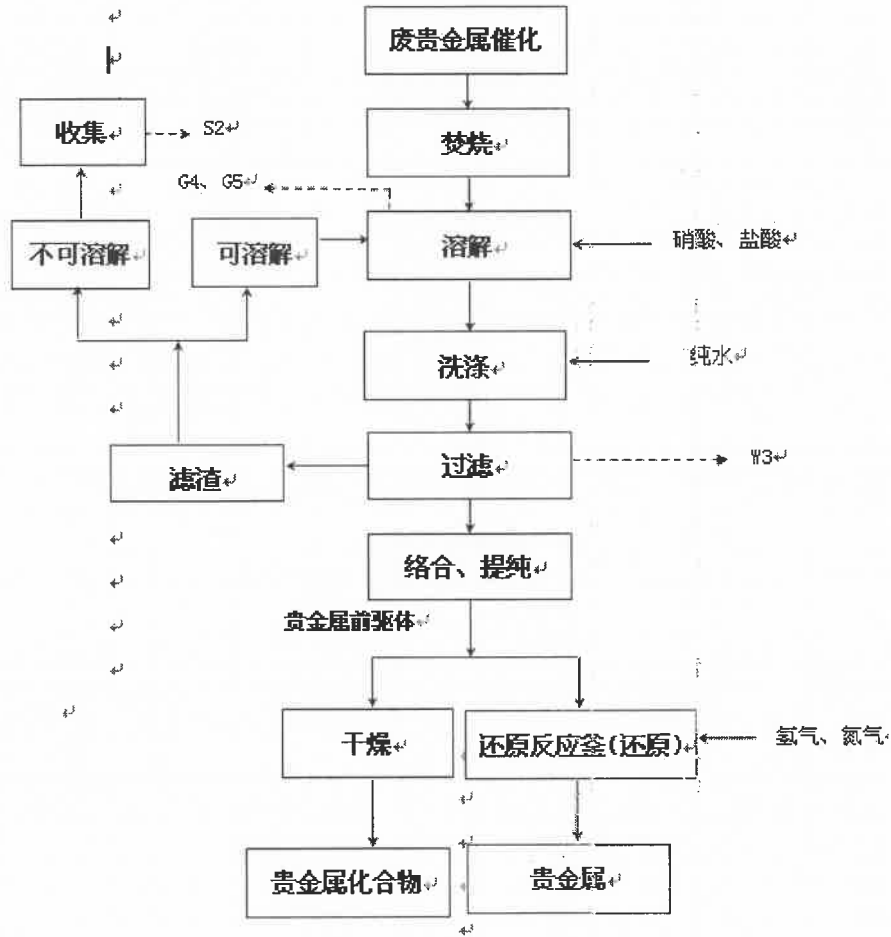 废贵金属催化
收集
S2
焚烧
G4、G5
不可溶解
可溶解
溶解
硝酸、盐酸
洗涤
纯水
滤渣
过滤
W3
络合、提纯
贵金属前驱体
干燥
还原反应釜(还原)
氢气、氮气
贵金属化合物
贵金属